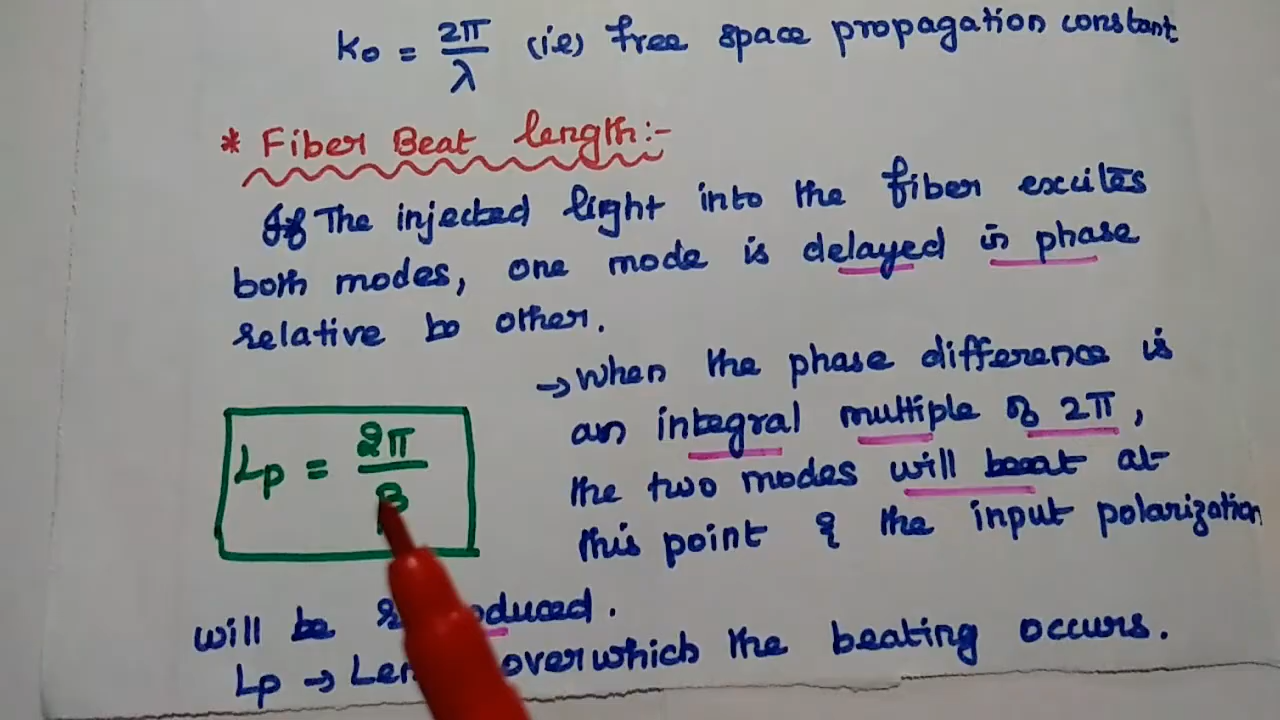 K₀ = 2π/λ (ie) free space propagation constant
* Fiber Beat length:-
If The injected light into the fiber excites
both modes, one mode is delayed in phase
relative to other.
→ When the phase difference is
an integral multiple of 2π,
the two modes will beat at
this point & the input polarization
will be
Lp = 2π/β
Lp → over which the beating occurs.